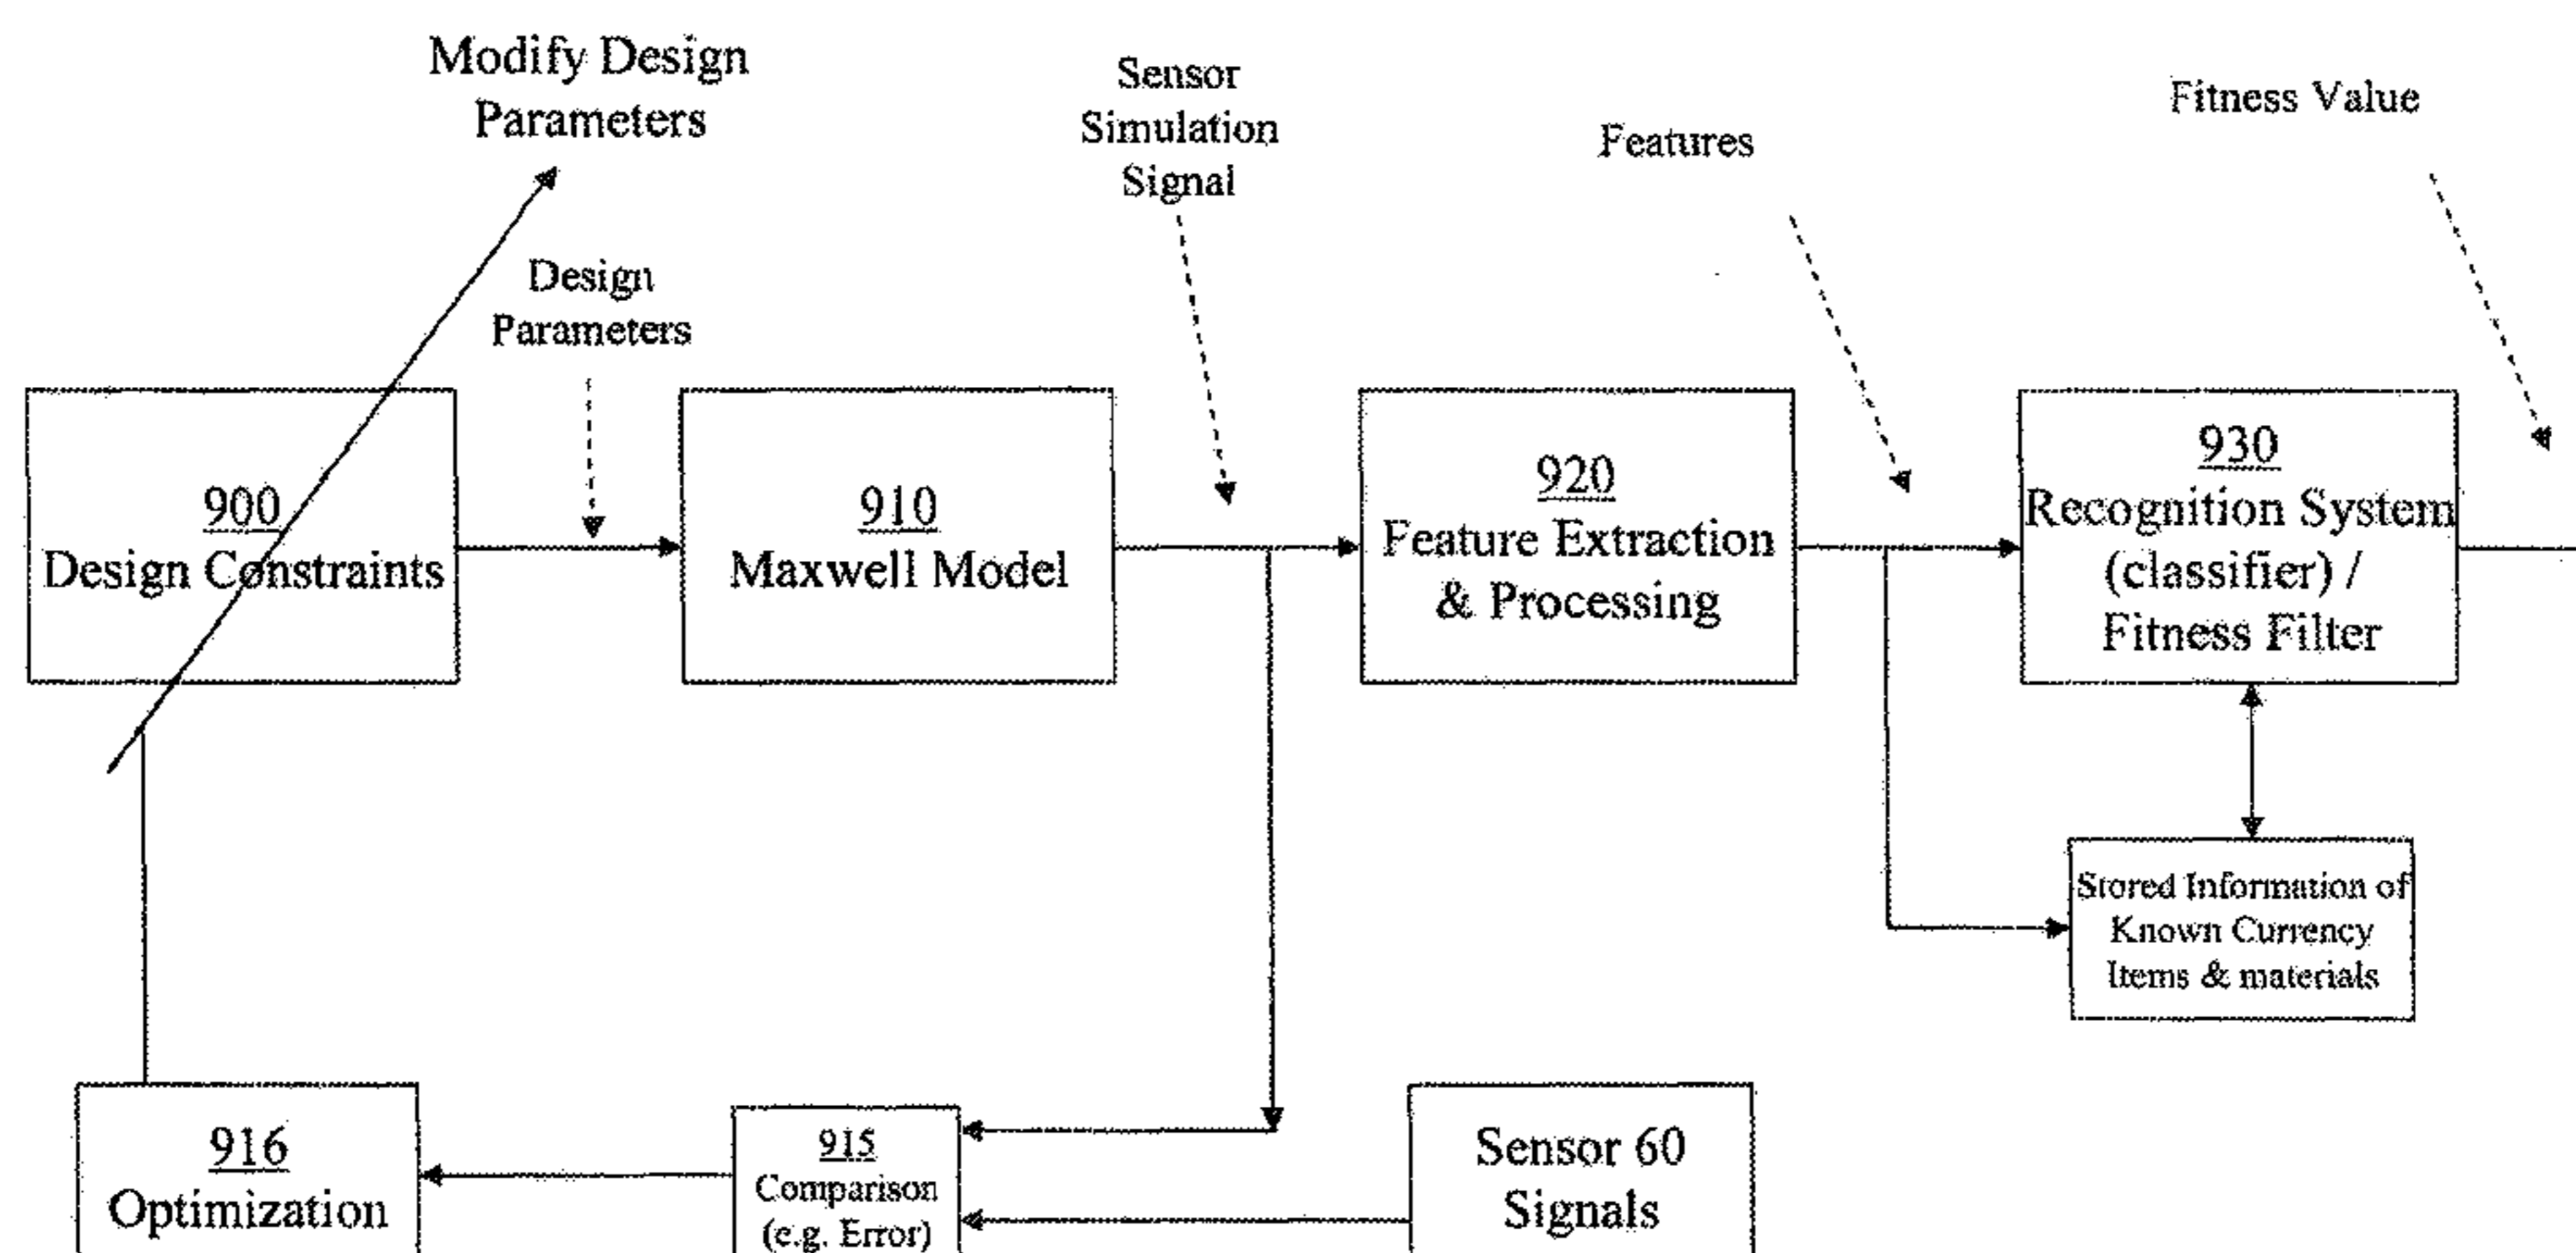 Modify Design
Parameters
Sensor
Simulation
Signal
Features
Fitness Value
Design
Parameters
900
Design Constraints
910
Maxwell Model
920
Feature Extraction
& Processing
930
Recognition System
(classifier) /
Fitness Filter
Stored Information of
Known Currency
Items & materials
916
Optimization
915
Comparison
(e.g. Error)
Sensor 60
Signals